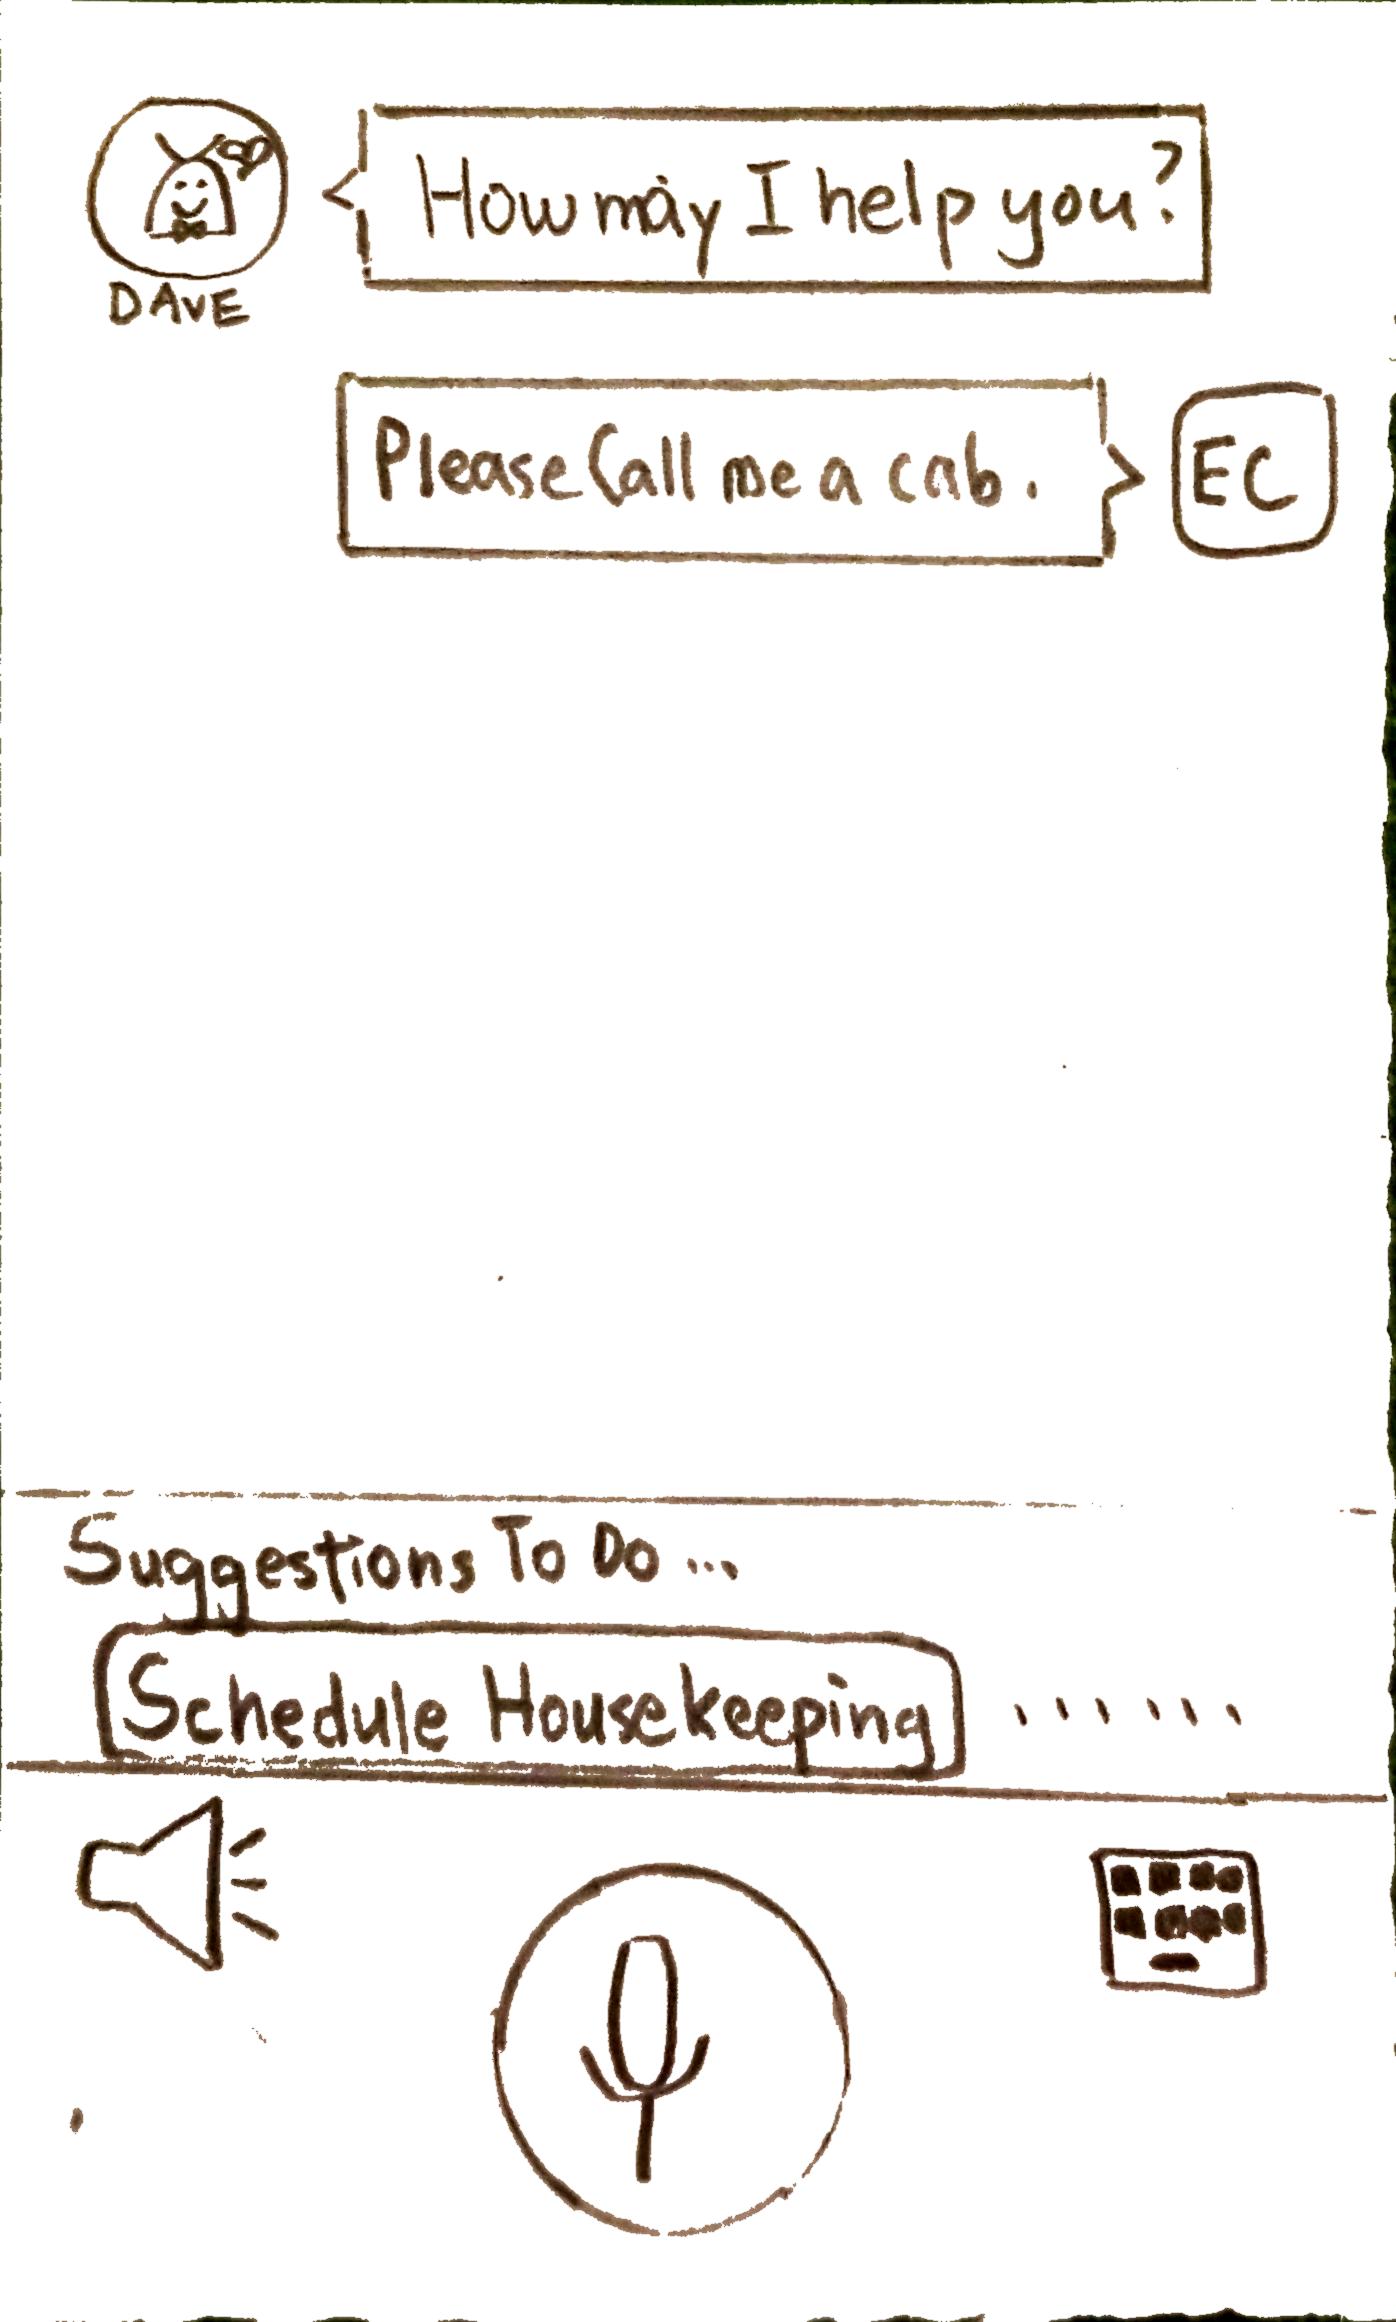 How may I help you?
DAVE
Please Call me a cab.
EC
Suggestions To Do ...
Schedule Housekeeping ......